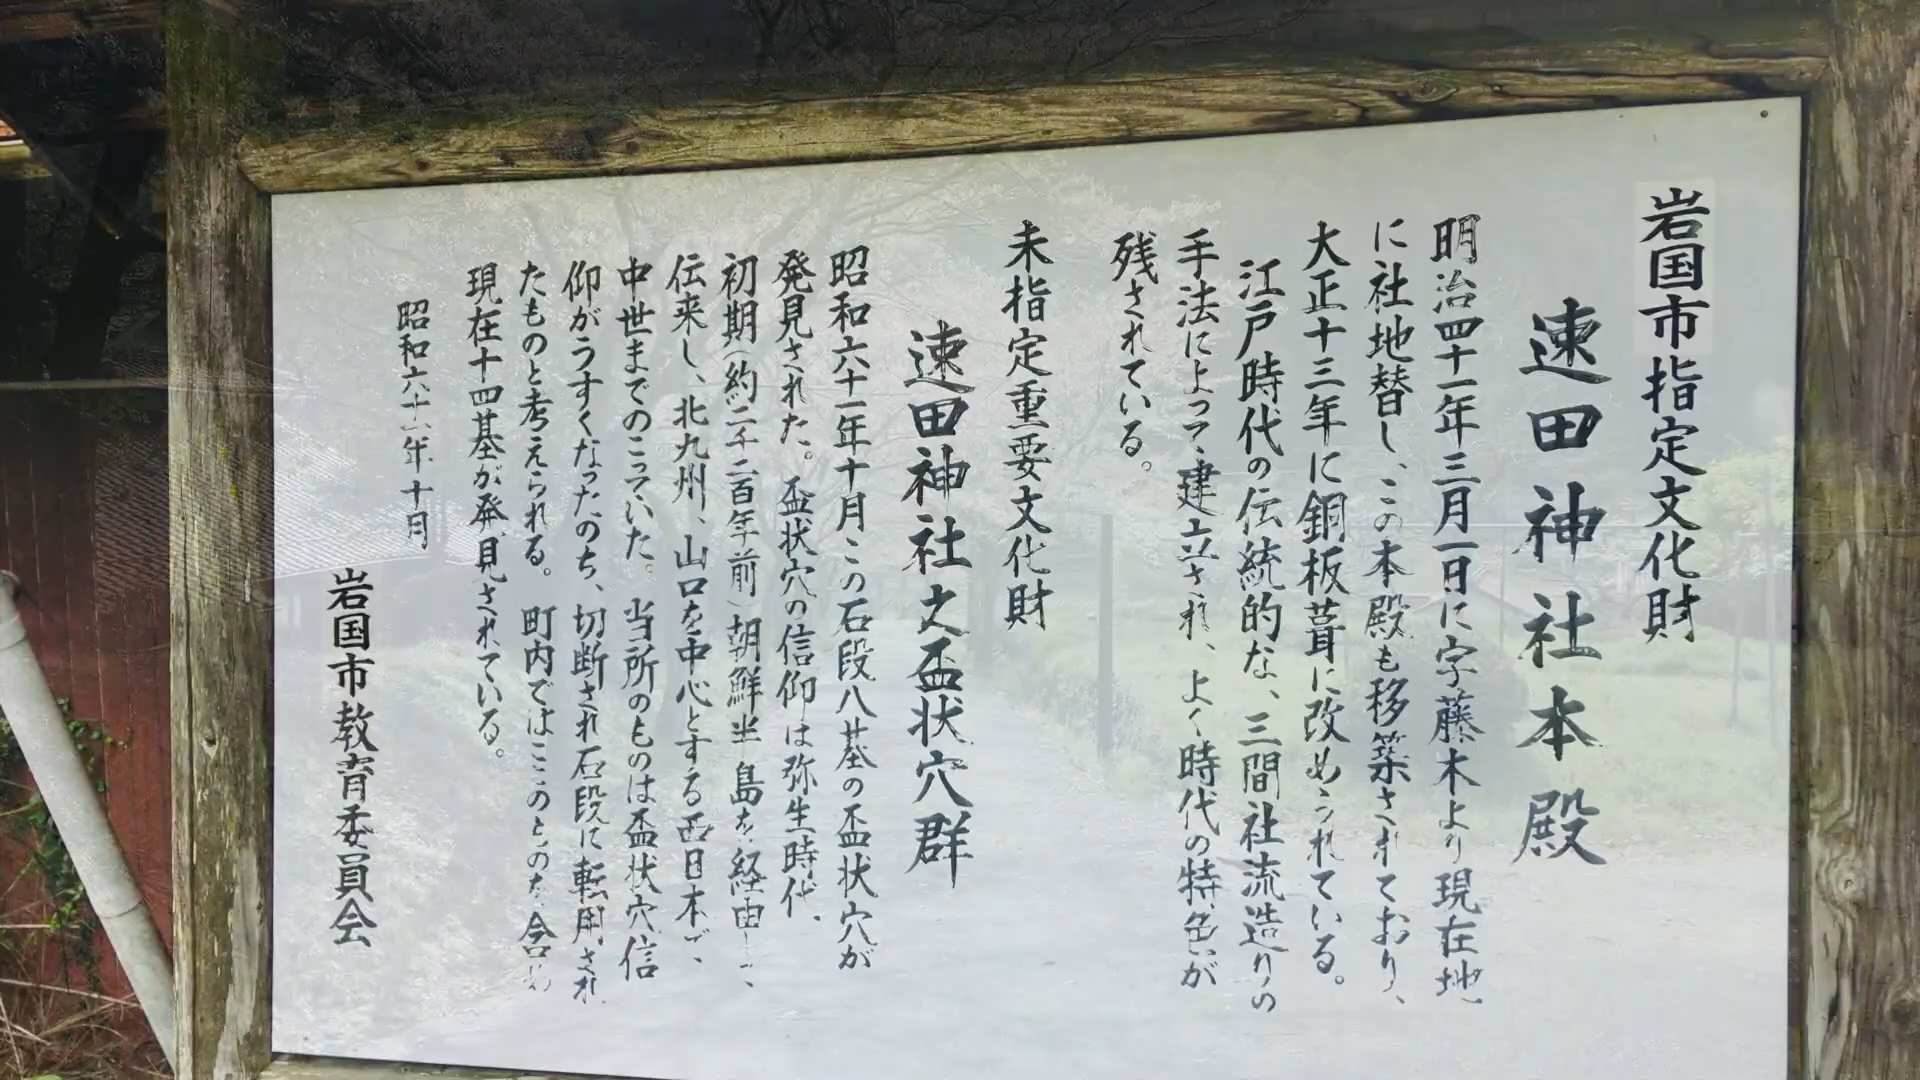 岩国市指定文化財
速田神社本殿
明治四十一年三月一日に字藤木より現在地
に社地替し、この本殿も移築されており、
大正十三年に銅板葺に改められている。
江戸時代の伝統的な、三間社流造りの
手法によって建立され、よく時代の特色が
残されている。
未指定重要文化財
速田神社之盃状穴群
昭和六十一年十月この石段八基の盃状穴が
発見された。盃状穴の信仰は弥生時代、
初期(約二千二百年前)朝鮮半島を経由し、
伝来し、北九州、山口を中心とする西日本で、
中世までのこっていた。当所のものは盃状穴信
仰がうすくなったのち、切断され石段に転用され
たものと考えられる。町内ではここのものを含め
現在十四基が発見されている。
昭和六十一年十月
岩国市教育委員会